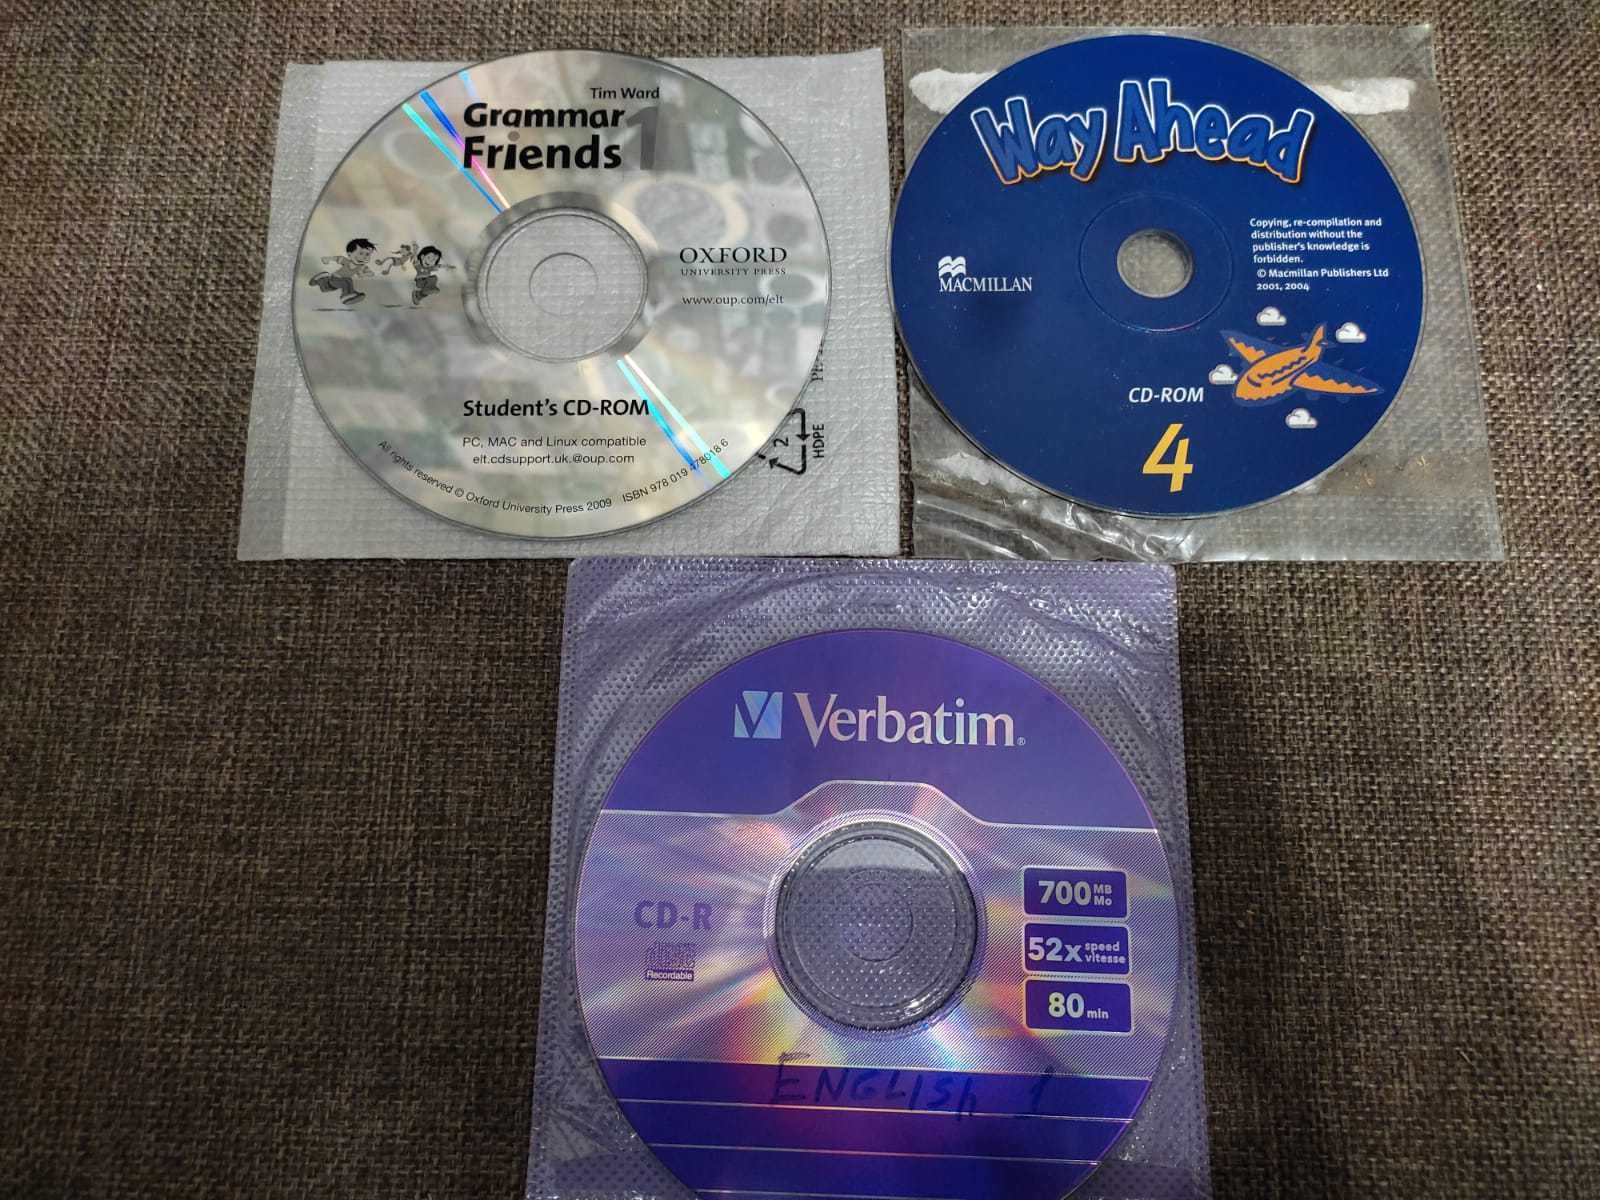 Tim Ward
Grammar
Friends 1
OXFORD
UNIVERSITY PRESS
www.oup.com/elt
Student's CD-ROM
PC, MAC and Linux compatible
elt.cdsupport.uk.@oup.com
All rights reserved © Oxford University Press 2009 ISBN 978 019 478018 6
2
HDPE
Way Ahead
Copying, re-compilation and
distribution without the
publisher's knowledge is
forbidden.
© Macmillan Publishers Ltd
2001, 2004
MACMILLAN
CD-ROM
4
Verbatim®
CD-R
Recordable
700 MB
Mo
52x speed
vitesse
80 min
ENGLISH 1